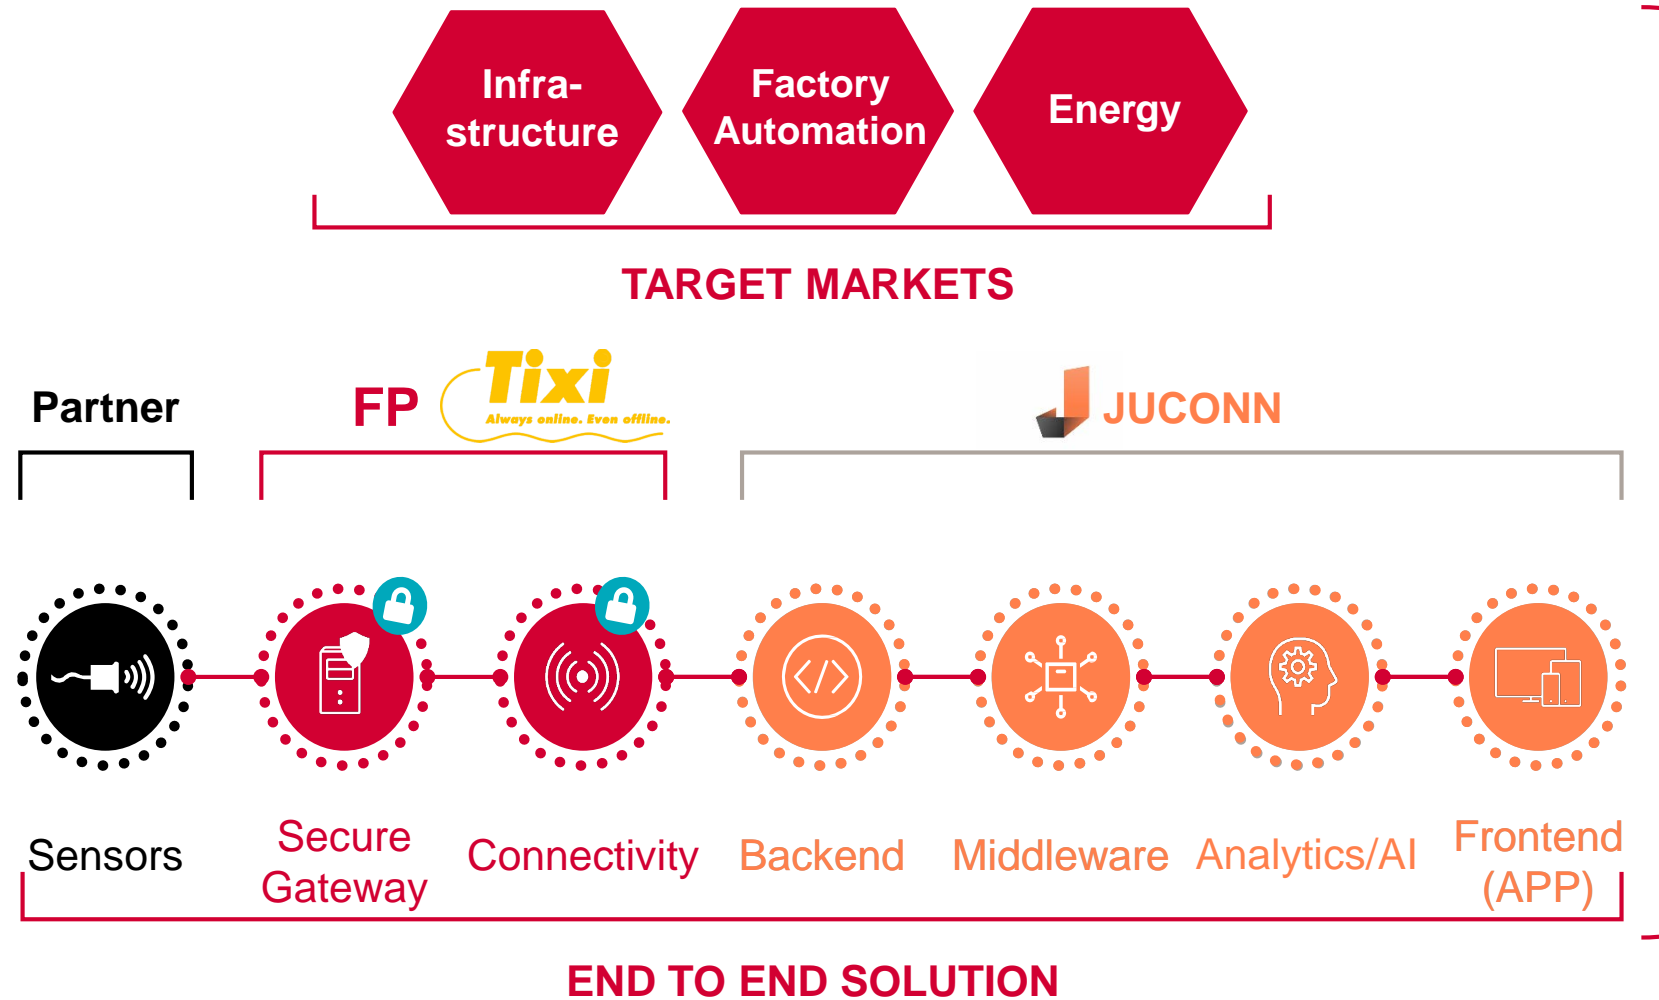 Infra-
structure
Factory
Automation
Energy
TARGET MARKETS
Partner
FP
Tixi
Always online. Even offline.
JUCONN
</>
Sensors
Secure
Gateway
Connectivity
Backend
Middleware
Analytics/AI
Frontend
(APP)
END TO END SOLUTION